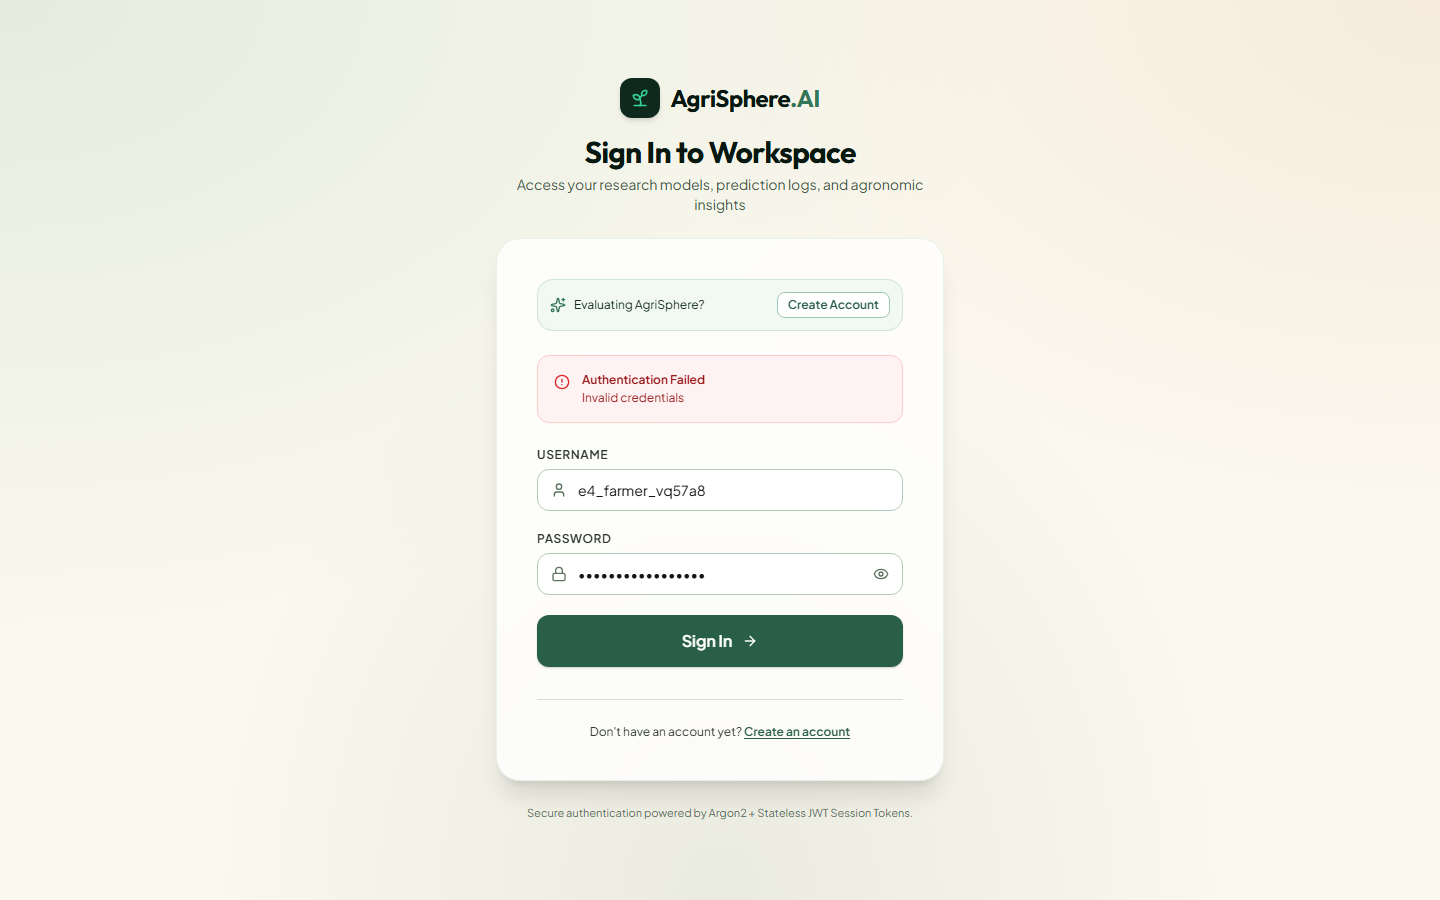 AgriSphere.AI
Sign In to Workspace
Access your research models, prediction logs, and agronomic
insights
Evaluating AgriSphere?
Create Account
Authentication Failed
Invalid credentials
USERNAME
e4_farmer_vq57a8
PASSWORD
•••••••••••••••••
Sign In →
Don't have an account yet? Create an account
Secure authentication powered by Argon2 + Stateless JWT Session Tokens.